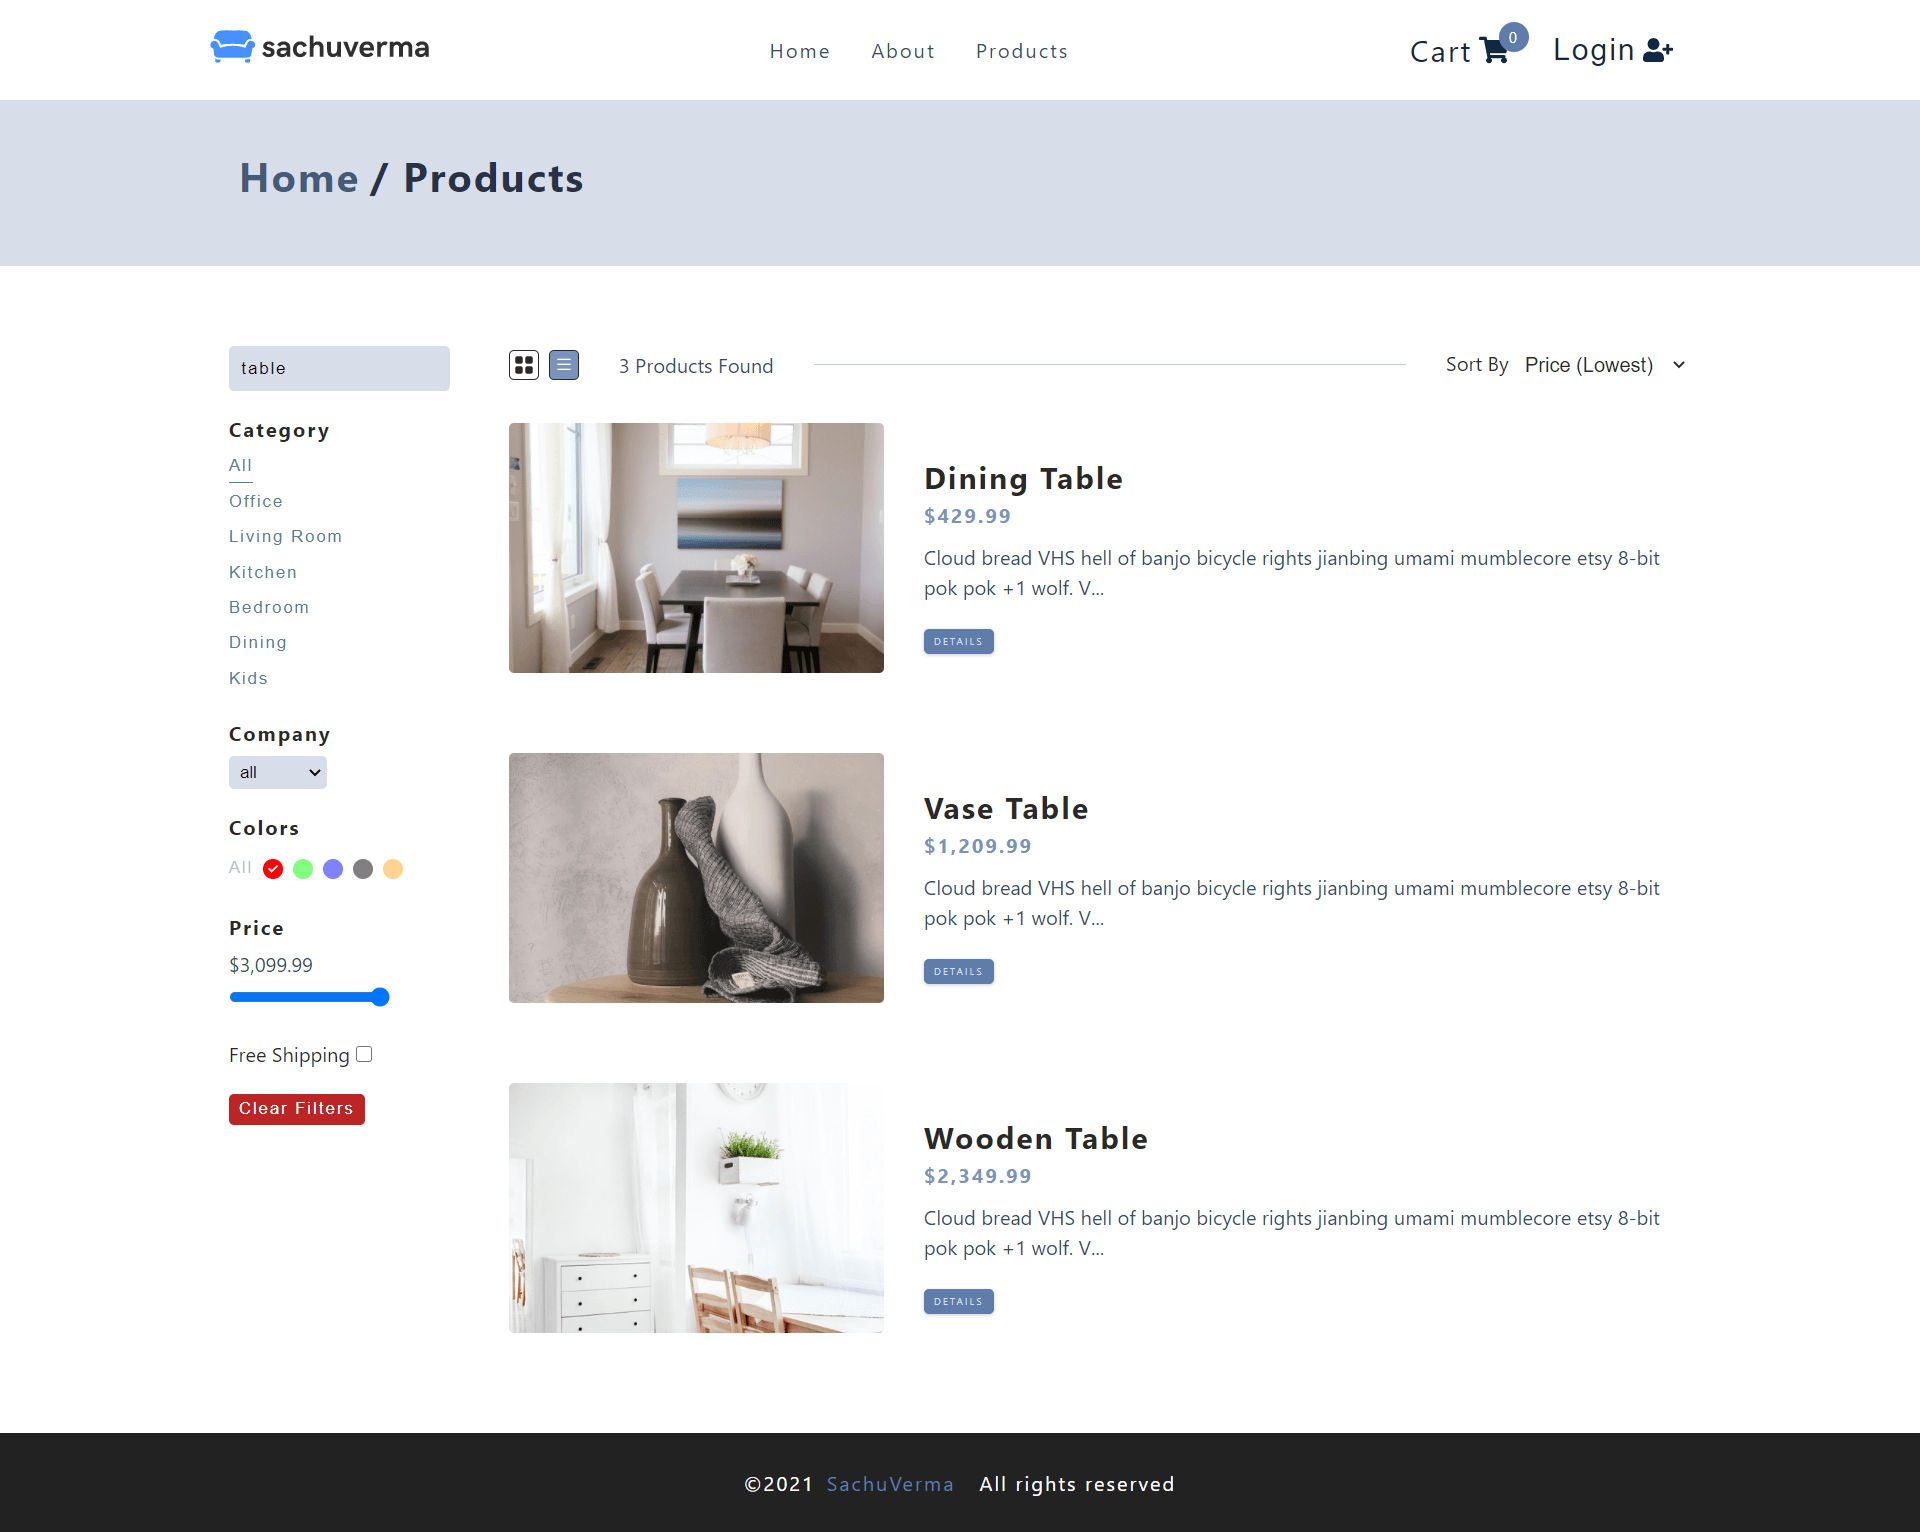 sachuverma
Home About Products
Cart 0 Login
Home / Products
table
Category
All
Office
Living Room
Kitchen
Bedroom
Dining
Kids
Company
all
Colors
All
Price
$3,099.99
Free Shipping
Clear Filters
3 Products Found
Sort By Price (Lowest)
Dining Table
$429.99
Cloud bread VHS hell of banjo bicycle rights jianbing umami mumblecore etsy 8-bit
pok pok +1 wolf. V...
DETAILS
Vase Table
$1,209.99
Cloud bread VHS hell of banjo bicycle rights jianbing umami mumblecore etsy 8-bit
pok pok +1 wolf. V...
DETAILS
Wooden Table
$2,349.99
Cloud bread VHS hell of banjo bicycle rights jianbing umami mumblecore etsy 8-bit
pok pok +1 wolf. V...
DETAILS
©2021 SachuVerma All rights reserved